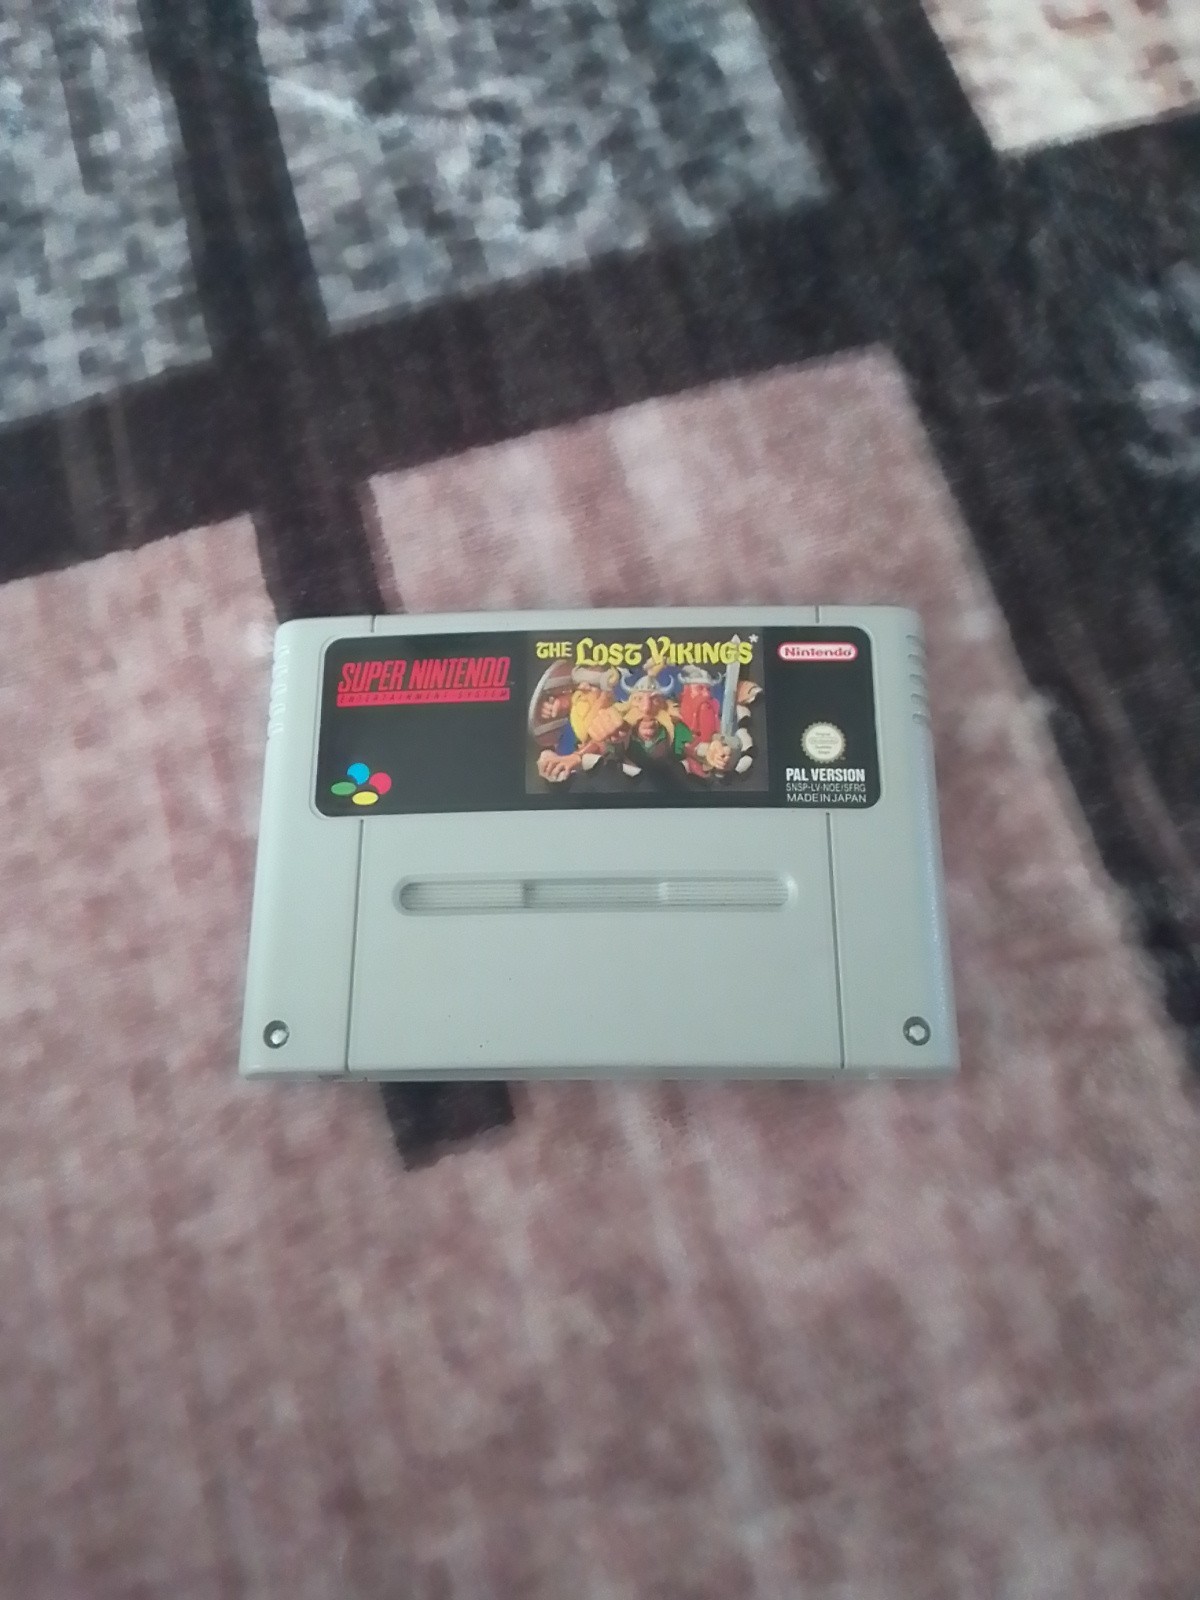 SUPER NINTENDO
ENTERTAINMENT SYSTEM
THE LOST VIKINGS
Nintendo
PAL VERSION
SNSP-LV-NOE/SFRG
MADE IN JAPAN